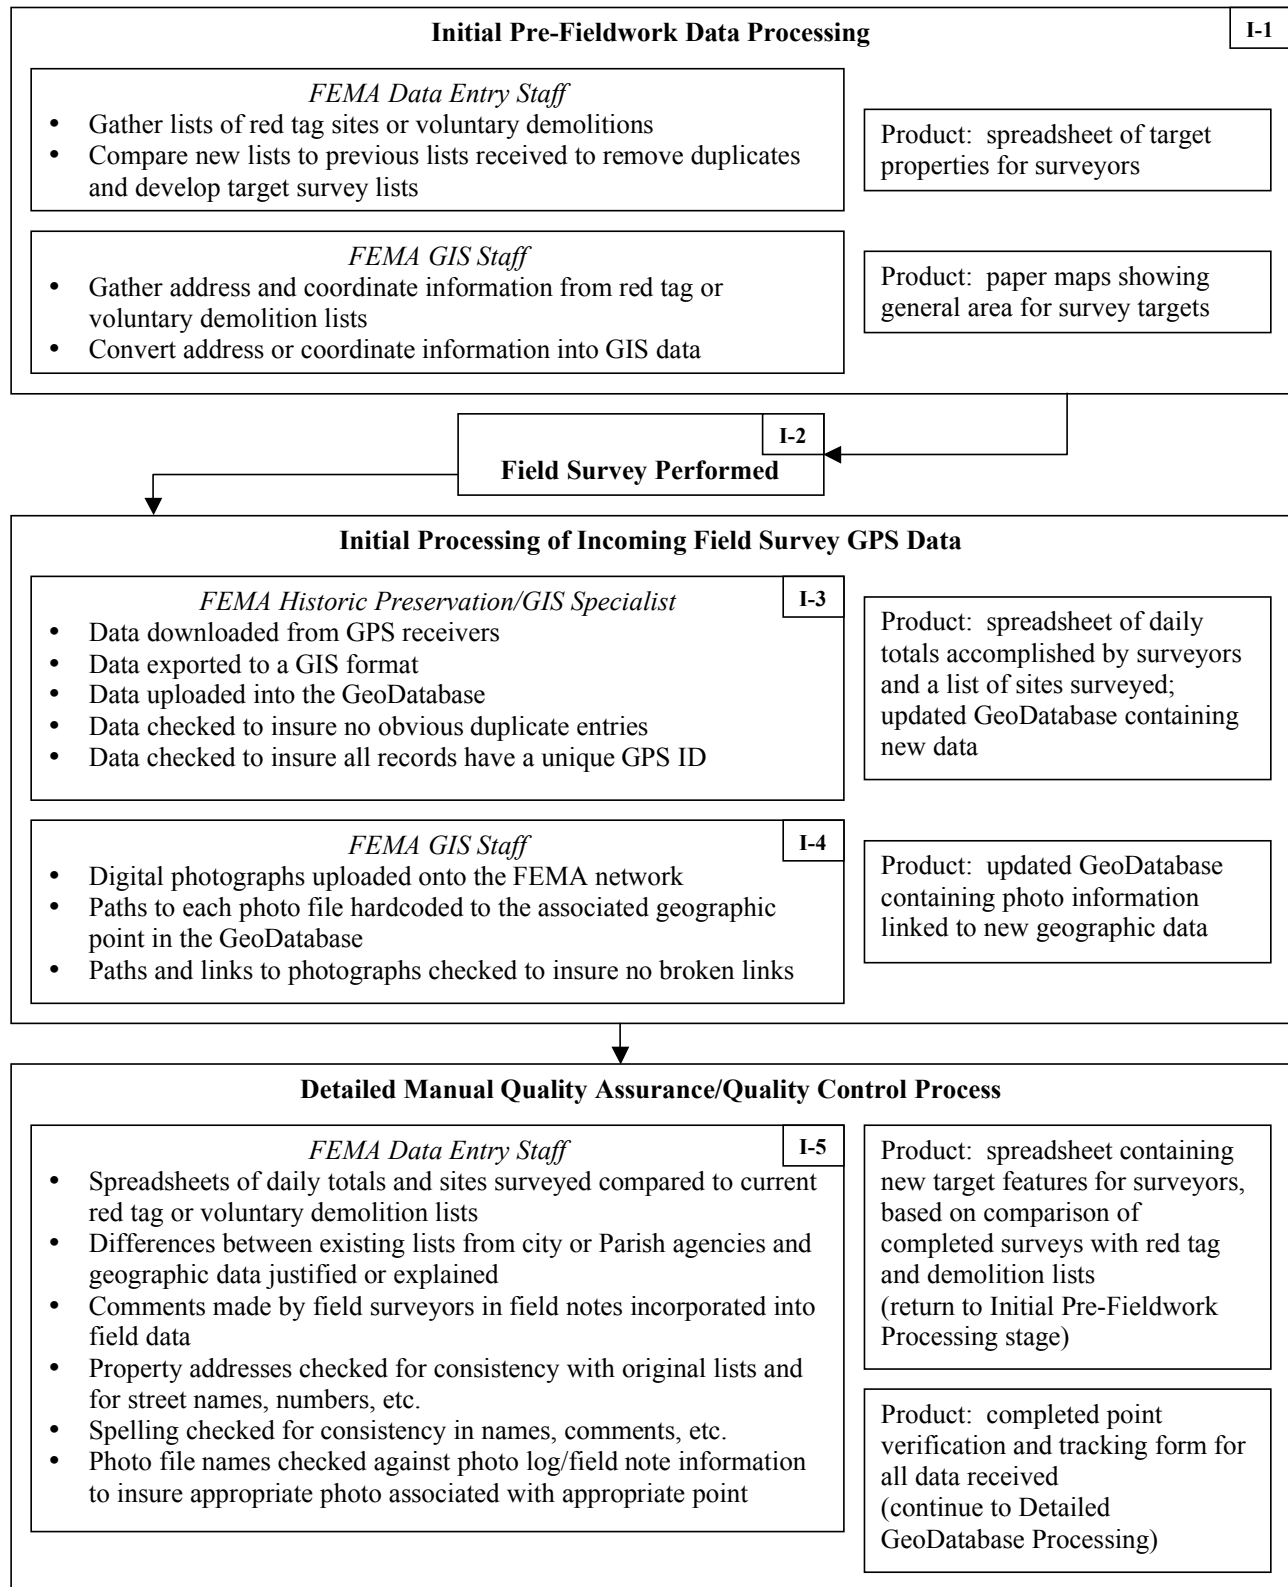 Initial Pre-Fieldwork Data Processing
I-1
FEMA Data Entry Staff
• Gather lists of red tag sites or voluntary demolitions
• Compare new lists to previous lists received to remove duplicates
and develop target survey lists
Product: spreadsheet of target
properties for surveyors
FEMA GIS Staff
• Gather address and coordinate information from red tag or
voluntary demolition lists
• Convert address or coordinate information into GIS data
Product: paper maps showing
general area for survey targets
I-2
Field Survey Performed
Initial Processing of Incoming Field Survey GPS Data
FEMA Historic Preservation/GIS Specialist
I-3
• Data downloaded from GPS receivers
• Data exported to a GIS format
• Data uploaded into the GeoDatabase
• Data checked to insure no obvious duplicate entries
• Data checked to insure all records have a unique GPS ID
Product: spreadsheet of daily
totals accomplished by surveyors
and a list of sites surveyed;
updated GeoDatabase containing
new data
FEMA GIS Staff
I-4
• Digital photographs uploaded onto the FEMA network
• Paths to each photo file hardcoded to the associated geographic
point in the GeoDatabase
• Paths and links to photographs checked to insure no broken links
Product: updated GeoDatabase
containing photo information
linked to new geographic data
Detailed Manual Quality Assurance/Quality Control Process
FEMA Data Entry Staff
I-5
• Spreadsheets of daily totals and sites surveyed compared to current
red tag or voluntary demolition lists
• Differences between existing lists from city or Parish agencies and
geographic data justified or explained
• Comments made by field surveyors in field notes incorporated into
field data
• Property addresses checked for consistency with original lists and
for street names, numbers, etc.
• Spelling checked for consistency in names, comments, etc.
• Photo file names checked against photo log/field note information
to insure appropriate photo associated with appropriate point
Product: spreadsheet containing
new target features for surveyors,
based on comparison of
completed surveys with red tag
and demolition lists
(return to Initial Pre-Fieldwork
Processing stage)
Product: completed point
verification and tracking form for
all data received
(continue to Detailed
GeoDatabase Processing)